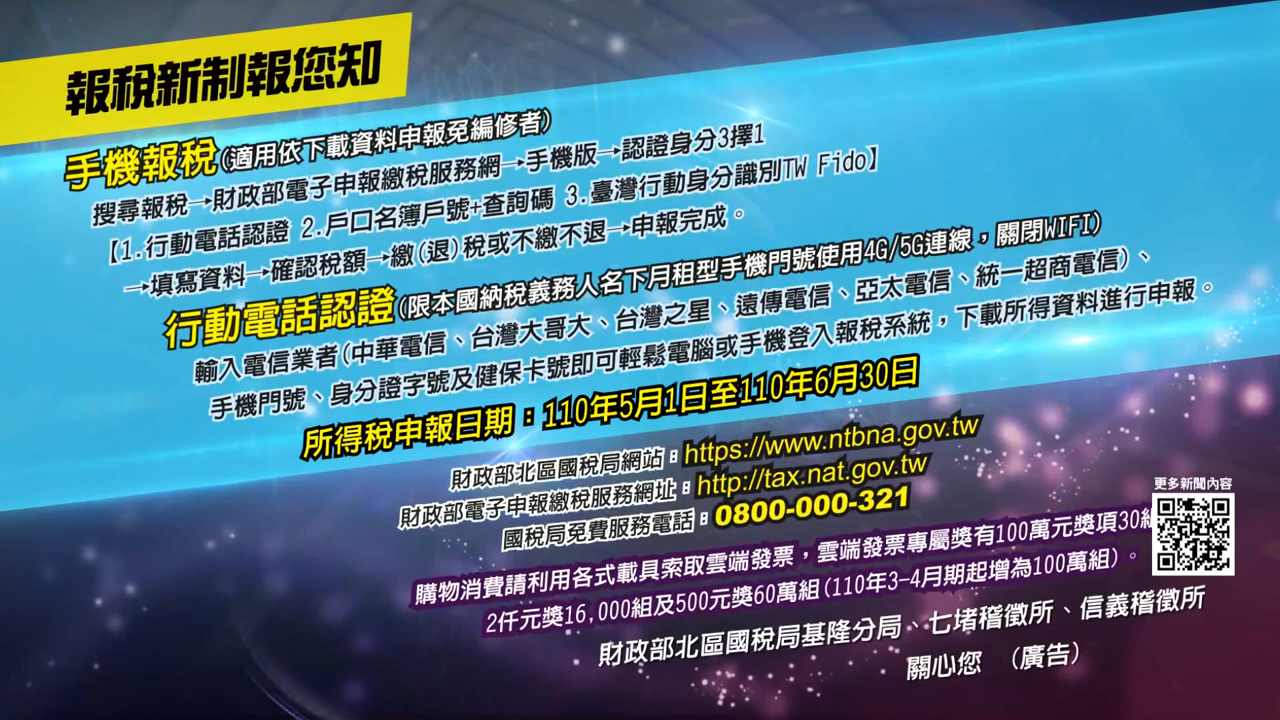 報稅新制報您知
手機報稅(適用依下載資料申報免編修者)
搜尋報稅→財政部電子申報繳稅服務網→手機版→認證身分3擇1
【1.行動電話認證 2.戶口名簿戶號+查詢碼 3.臺灣行動身分識別TW Fido】
→填寫資料→確認稅額→繳(退)稅或不繳不退→申報完成。
行動電話認證(限本國納稅義務人名下月租型手機門號使用4G/5G連線，關閉WIFI)
輸入電信業者(中華電信、台灣大哥大、台灣之星、遠傳電信、亞太電信、統一超商電信)、
手機門號、身分證字號及健保卡號即可輕鬆電腦或手機登入報稅系統，下載所得資料進行申報。
所得稅申報日期：110年5月1日至110年6月30日
財政部北區國稅局網站：https://www.ntbna.gov.tw
財政部電子申報繳稅服務網址：http://tax.nat.gov.tw
國稅局免費服務電話：0800-000-321
更多新聞內容
購物消費請利用各式載具索取雲端發票，雲端發票專屬獎有100萬元獎項30組
2仟元獎16,000組及500元獎60萬組(110年3-4月期起增為100萬組)。
財政部北區國稅局基隆分局、七堵稽徵所、信義稽徵所
關心您 (廣告)